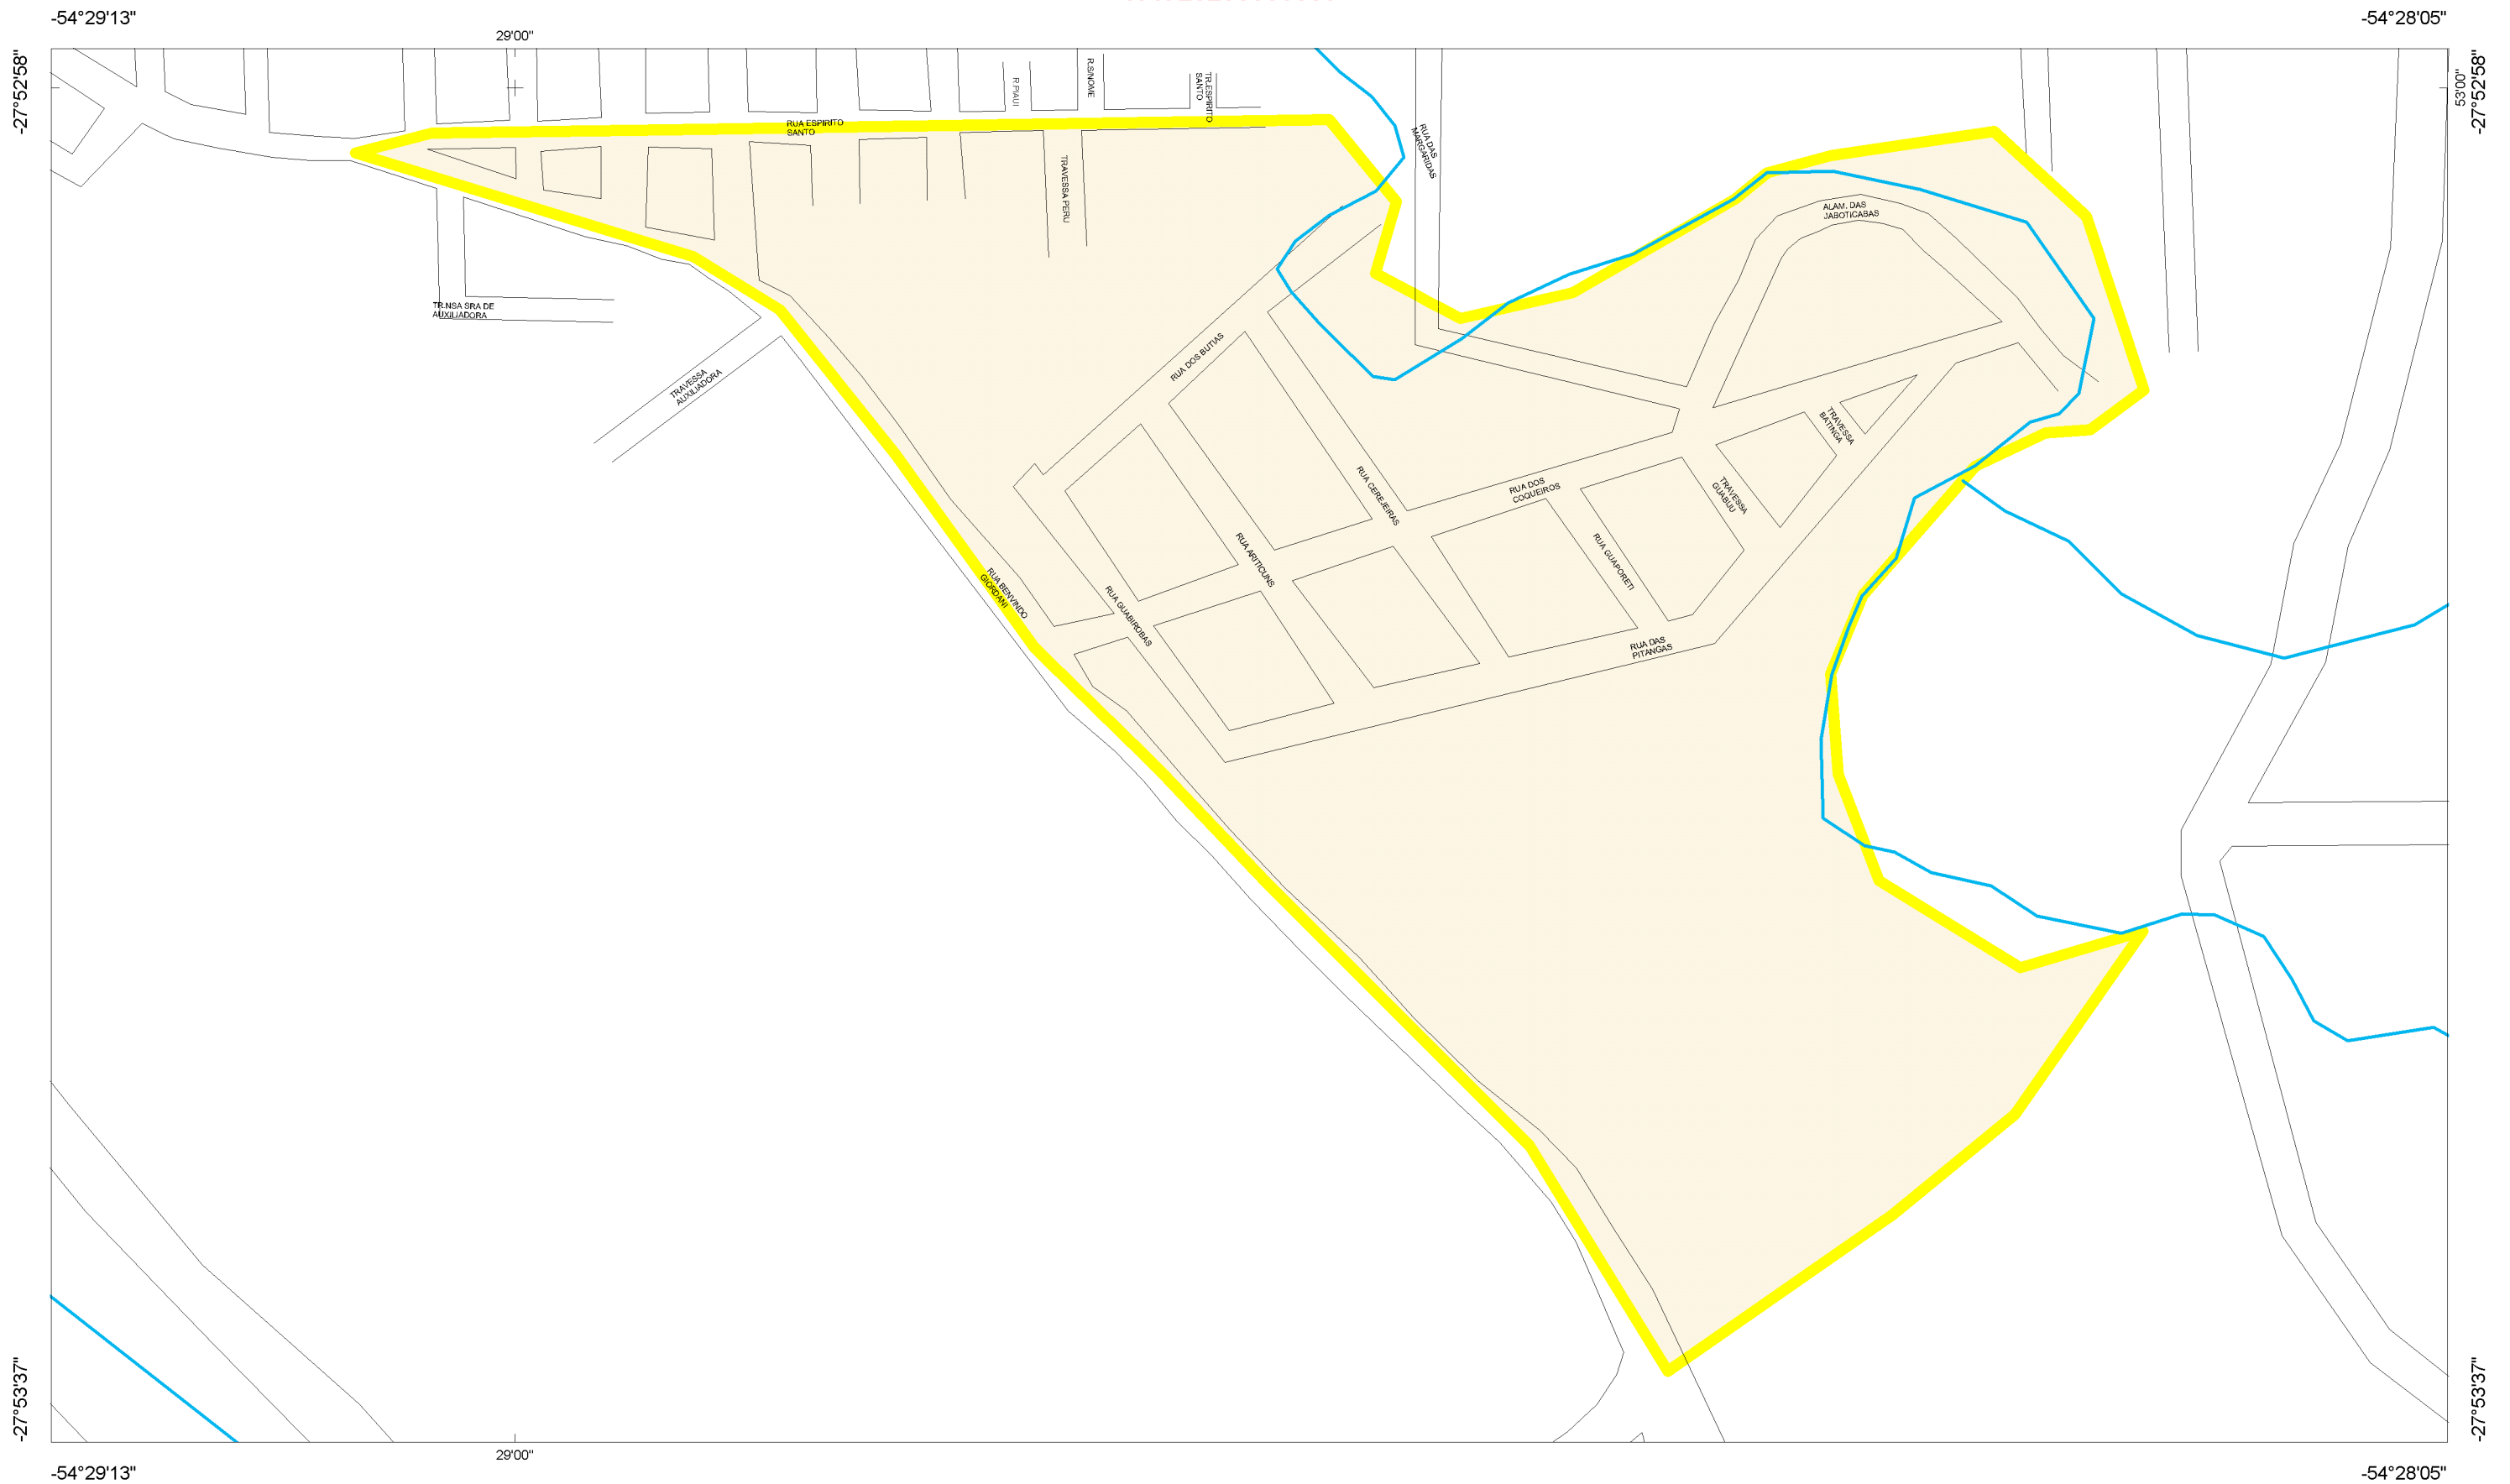 -54°29'13"
-54°28'05"
29'00"
-27°52'58"
-27°52'58"
53'00"
R.PIAUI
R.S/NOME
TR.ESPIRITO
SANTO
RUA ESPIRITO
SANTO
RUA DAS
MARGARIDAS
TRAVESSA PERU
ALAM. DAS
JABOTICABAS
TR.NSA SRA DE
AUXILIADORA
RUA DOS BUTIAS
TRAVESSA
AUXILIADORA
TRAVESSA
BATINGA
RUA CEREJEIRAS
RUA DOS
COQUEIROS
TRAVESSA
GUABIJU
RUA ARITICUNS
RUA GUAPORETI
RUA BENVINDO
GIORDANI
RUA GUABIROBAS
RUA DAS
PITANGAS
-27°53'37"
-27°53'37"
29'00"
-54°29'13"
-54°28'05"